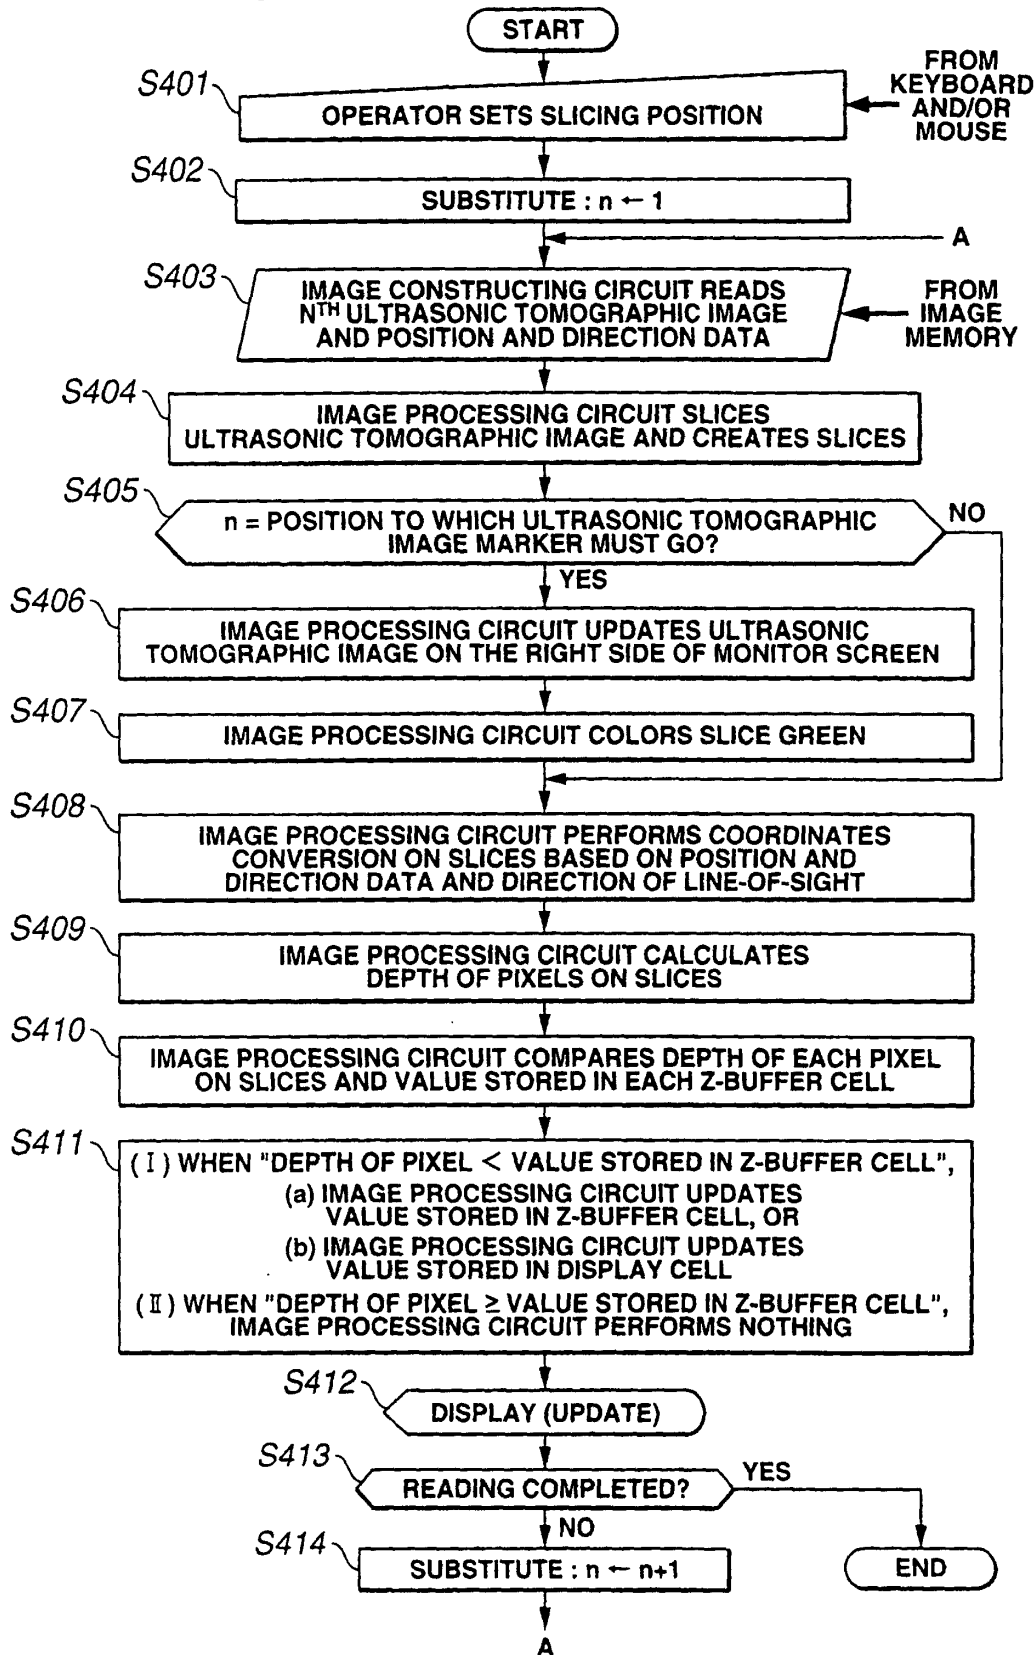 START
S401
OPERATOR SETS SLICING POSITION
FROM
KEYBOARD
AND/OR
MOUSE
S402
SUBSTITUTE : n ← 1
A
S403
IMAGE CONSTRUCTING CIRCUIT READS
NTH ULTRASONIC TOMOGRAPHIC IMAGE
AND POSITION AND DIRECTION DATA
FROM
IMAGE
MEMORY
S404
IMAGE PROCESSING CIRCUIT SLICES
ULTRASONIC TOMOGRAPHIC IMAGE AND CREATES SLICES
S405
n = POSITION TO WHICH ULTRASONIC TOMOGRAPHIC
IMAGE MARKER MUST GO?
NO
YES
S406
IMAGE PROCESSING CIRCUIT UPDATES ULTRASONIC
TOMOGRAPHIC IMAGE ON THE RIGHT SIDE OF MONITOR SCREEN
S407
IMAGE PROCESSING CIRCUIT COLORS SLICE GREEN
S408
IMAGE PROCESSING CIRCUIT PERFORMS COORDINATES
CONVERSION ON SLICES BASED ON POSITION AND
DIRECTION DATA AND DIRECTION OF LINE-OF-SIGHT
S409
IMAGE PROCESSING CIRCUIT CALCULATES
DEPTH OF PIXELS ON SLICES
S410
IMAGE PROCESSING CIRCUIT COMPARES DEPTH OF EACH PIXEL
ON SLICES AND VALUE STORED IN EACH Z-BUFFER CELL
S411
(I) WHEN "DEPTH OF PIXEL < VALUE STORED IN Z-BUFFER CELL",
(a) IMAGE PROCESSING CIRCUIT UPDATES
VALUE STORED IN Z-BUFFER CELL, OR
(b) IMAGE PROCESSING CIRCUIT UPDATES
VALUE STORED IN DISPLAY CELL
(II) WHEN "DEPTH OF PIXEL ≥ VALUE STORED IN Z-BUFFER CELL",
IMAGE PROCESSING CIRCUIT PERFORMS NOTHING
S412
DISPLAY (UPDATE)
S413
READING COMPLETED?
YES
NO
S414
SUBSTITUTE : n ← n+1
END
A